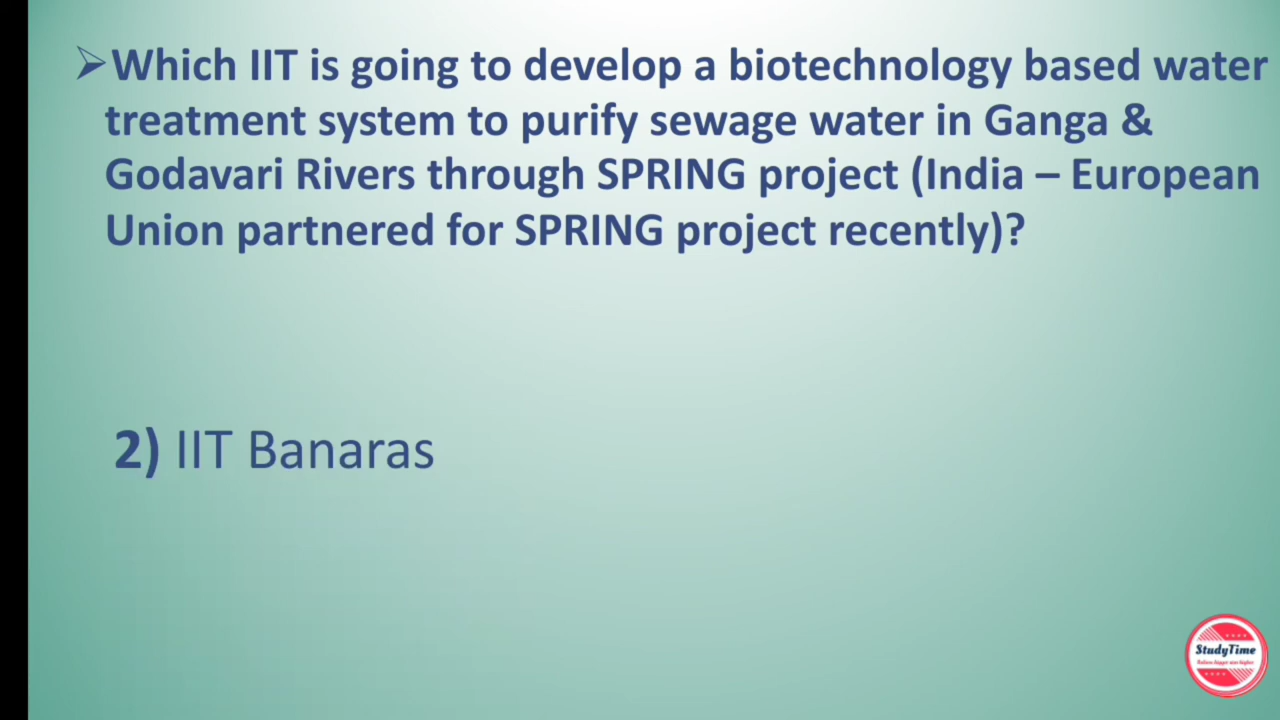 ➢Which IIT is going to develop a biotechnology based water
treatment system to purify sewage water in Ganga &
Godavari Rivers through SPRING project (India – European
Union partnered for SPRING project recently)?
2) IIT Banaras
StudyTime